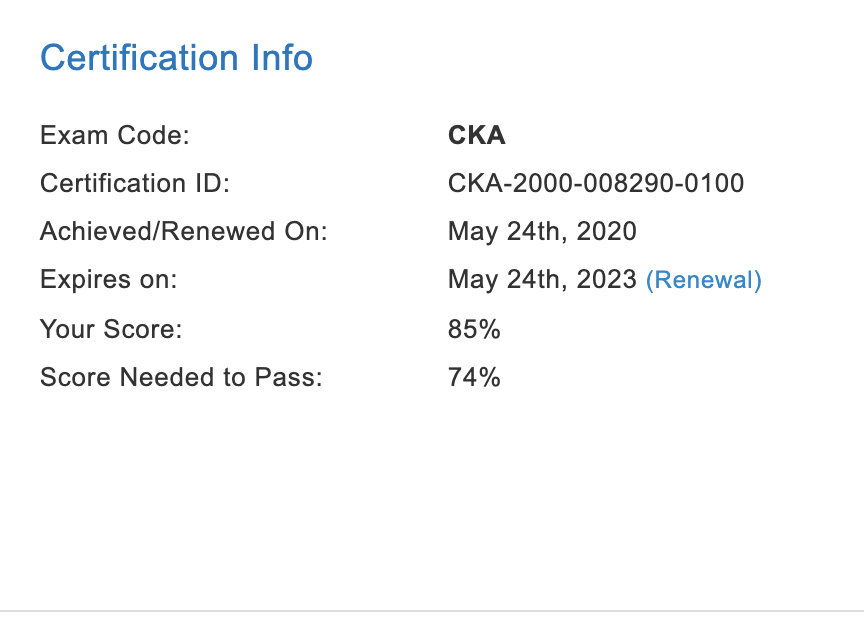 Certification Info
Exam Code: CKA
Certification ID: CKA-2000-008290-0100
Achieved/Renewed On: May 24th, 2020
Expires on: May 24th, 2023 (Renewal)
Your Score: 85%
Score Needed to Pass: 74%